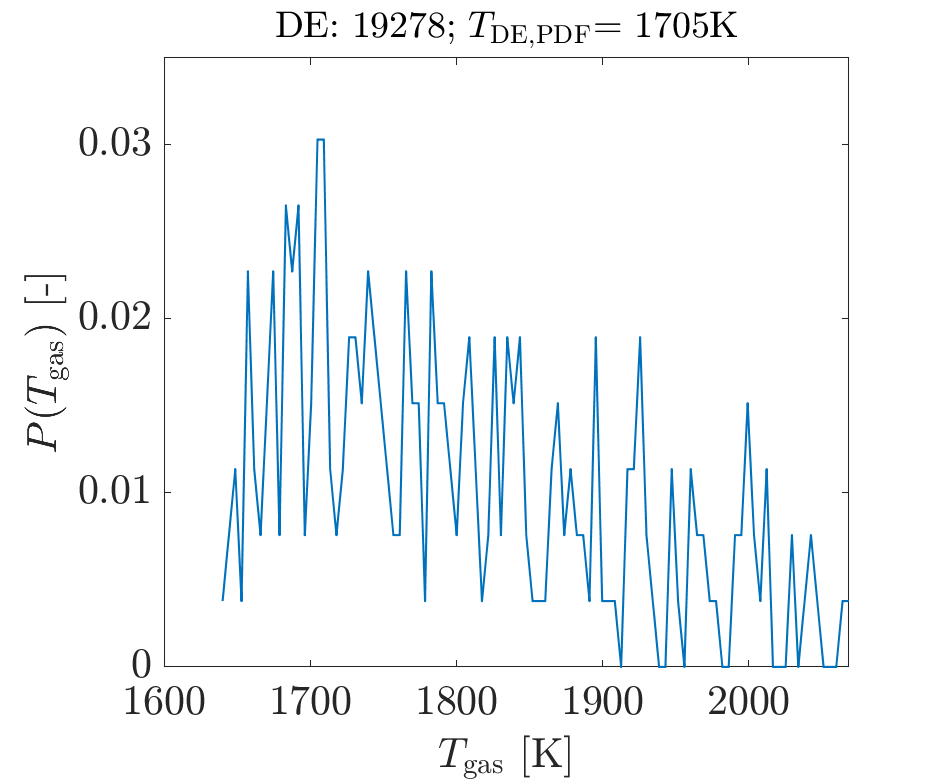 DE: 19278; T_DE,PDF= 1705K
0.03
0.02
0.01
0
P(T_gas) [-]
1600 1700 1800 1900 2000
T_gas [K]